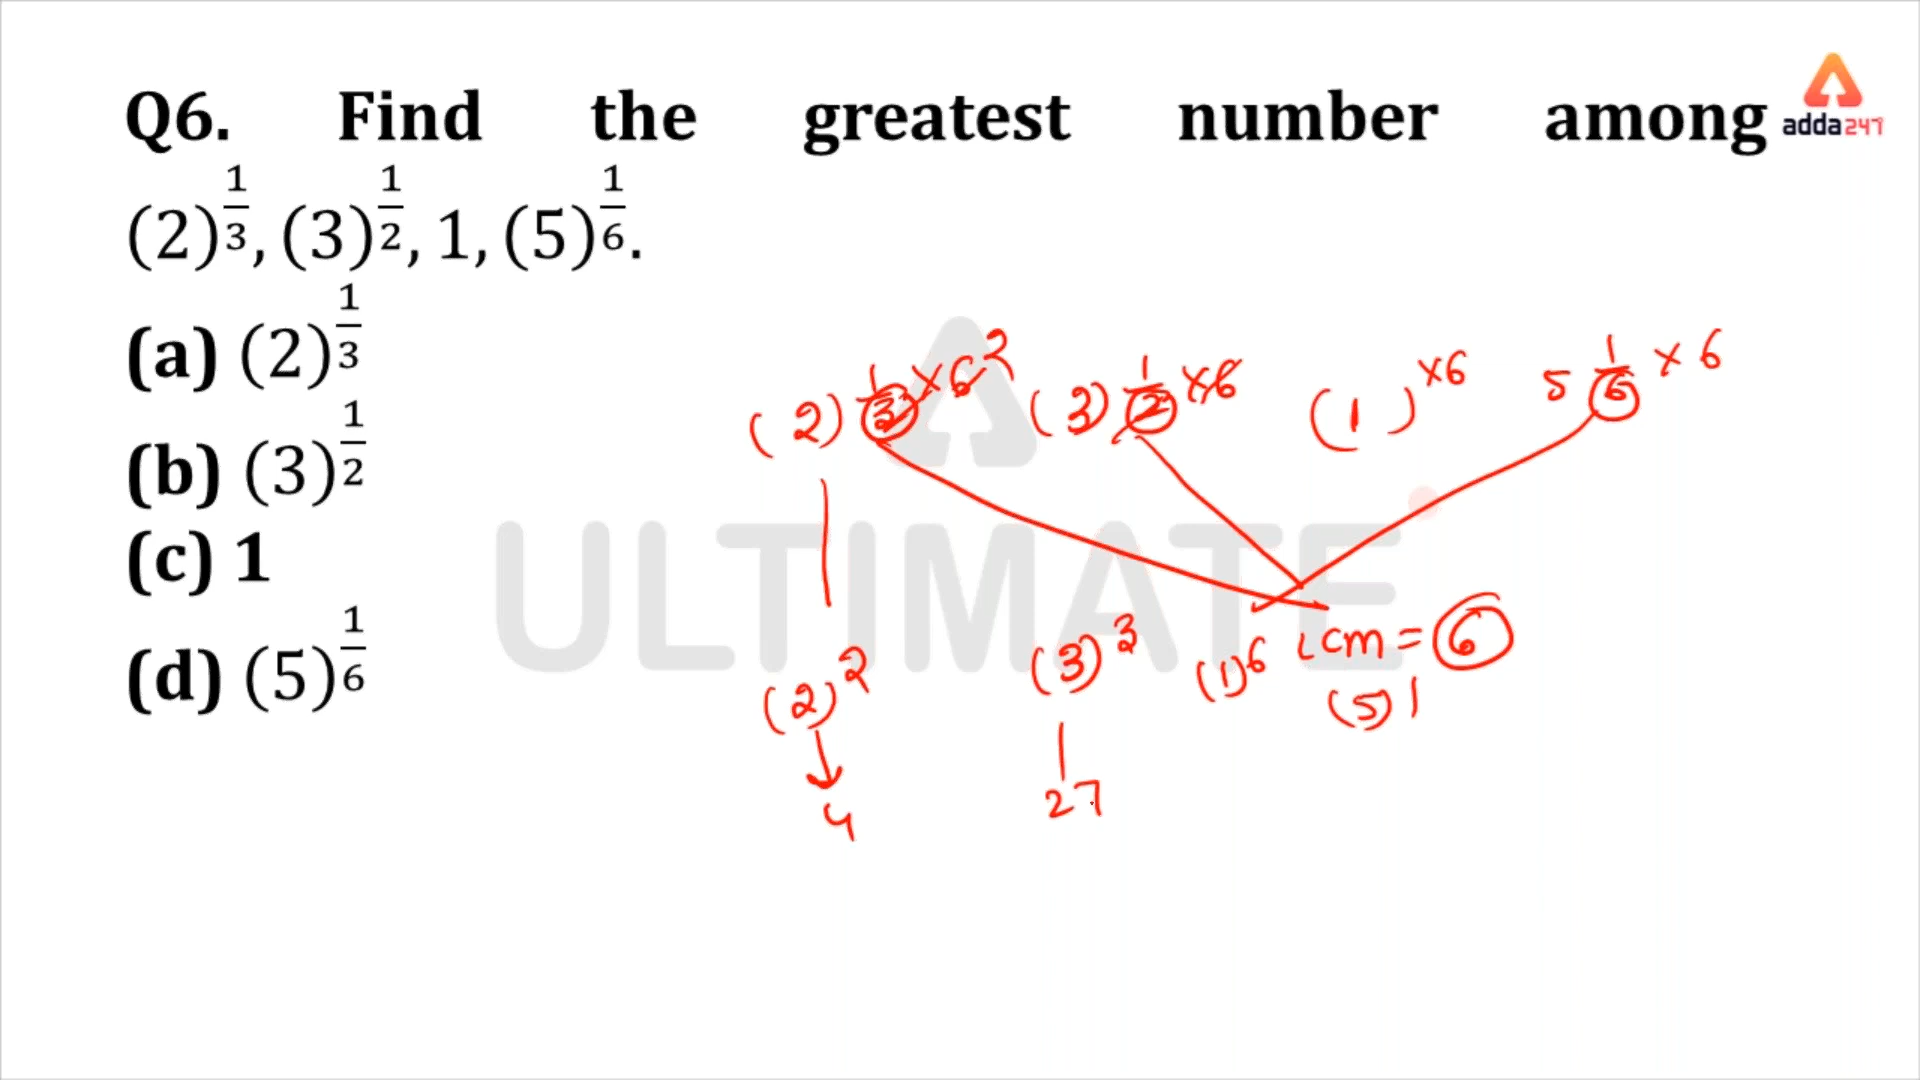 Q6. Find the greatest number among
(2)^{1/3}, (3)^{1/2}, 1, (5)^{1/6}.
(a) (2)^{1/3}
(b) (3)^{1/2}
(c) 1
(d) (5)^{1/6}
adda247
ULTIMATE
(2)^{1/3 × 6} 2 (3)^{1/2 × 6} (1)^{×6} 5^{1/6 × 6}
lcm = 6
(2)^2 (3)^3 (1)^6 (5)^1
4 27